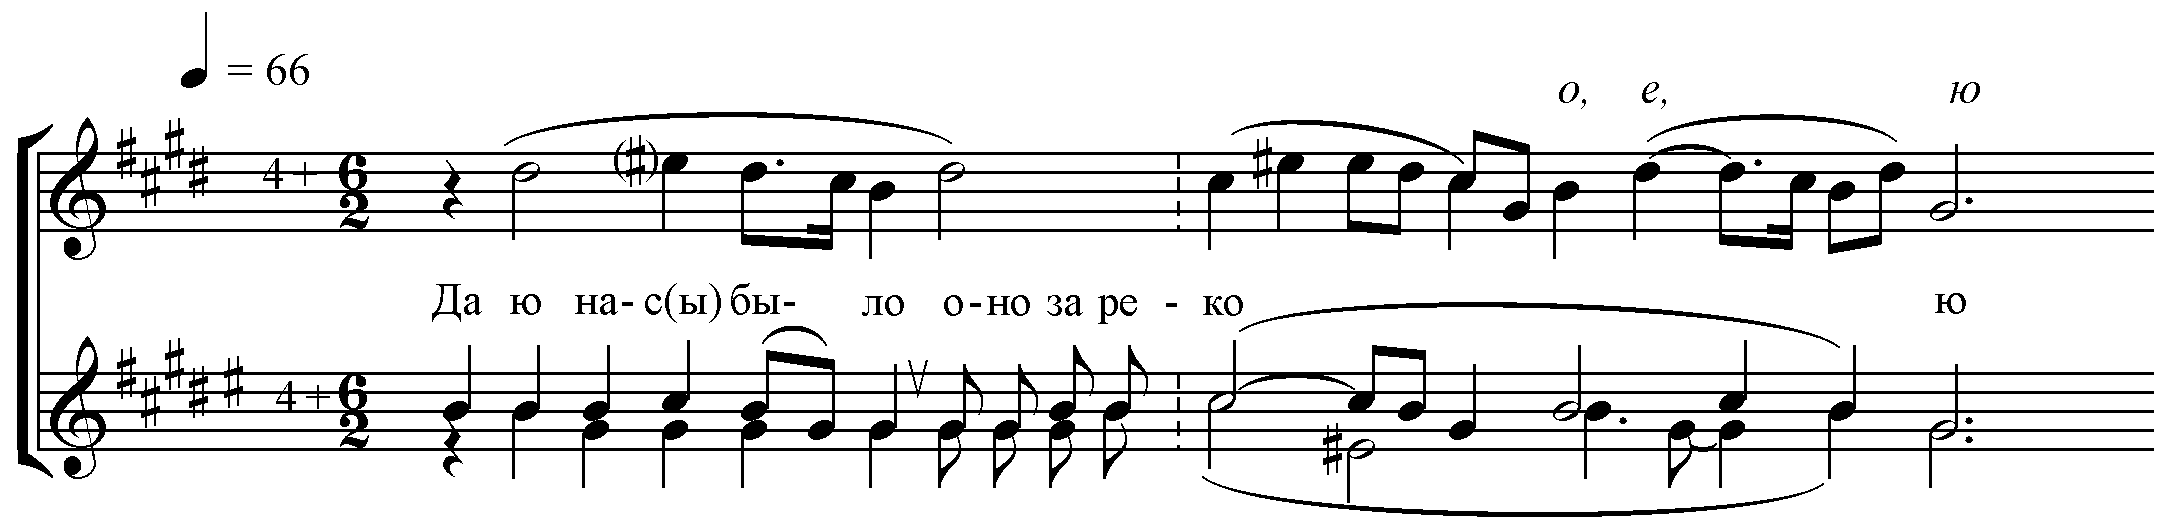 = 66
о, е, ю
4 + 6 2
Да ю на- с(ы) бы- ло о-но за ре - ко ю
4 + 6 2